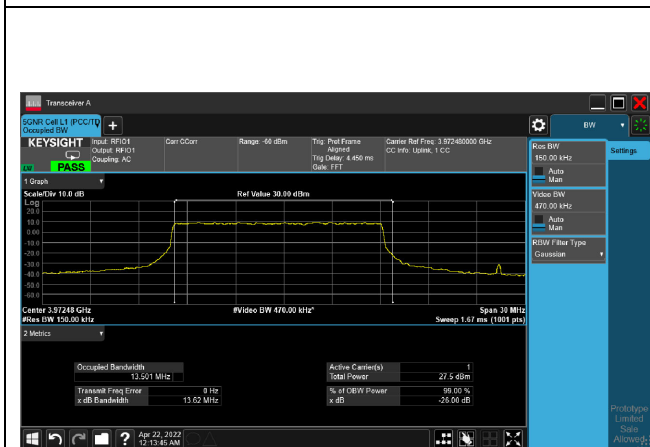 Transceiver A
5GNR Cell L1 (PCC/TD
Occupied BW
KEYSIGHT
Input: RFIO1
Output: RFIO1
Coupling: AC
Corr CCorr
Range: -60 dBm
Trig: Prot Frame
Aligned
Trig Delay: 4.450 ms
Gate: FFT
Carrier Ref Freq: 3.972480000 GHz
CC Info: Uplink, 1 CC
PASS
BW
Res BW
150.00 kHz
Auto
Man
Video BW
470.00 kHz
Auto
Man
RBW Filter Type
Gaussian
Settings
1 Graph
Scale/Div 10.0 dB
Ref Value 30.00 dBm
Log
20.0
10.0
0.00
-10.0
-20.0
-30.0
-40.0
-50.0
-60.0
Center 3.97248 GHz
#Video BW 470.00 kHz*
Span 30 MHz
#Res BW 150.00 kHz
Sweep 1.67 ms (1001 pts)
2 Metrics
Occupied Bandwidth
13.501 MHz
Active Carrier(s) 1
Total Power 27.5 dBm
Transmit Freq Error 0 Hz
x dB Bandwidth 13.62 MHz
% of OBW Power 99.00 %
x dB -26.00 dB
Apr 22, 2022
12:13:45 AM
Prototype
Limited
Sale
Allowed